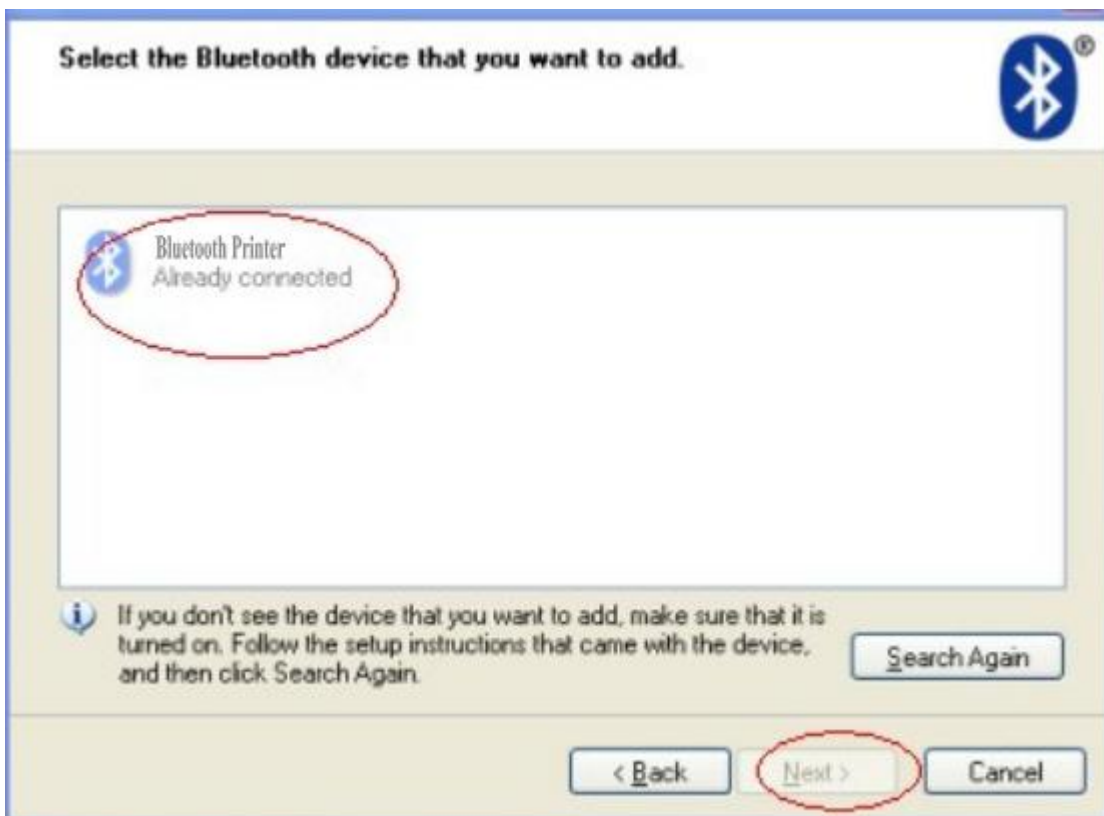 Select the Bluetooth device that you want to add.
®
Bluetooth Printer
Already connected
If you don't see the device that you want to add, make sure that it is
turned on. Follow the setup instructions that came with the device,
and then click Search Again.
Search Again
< Back
Next >
Cancel